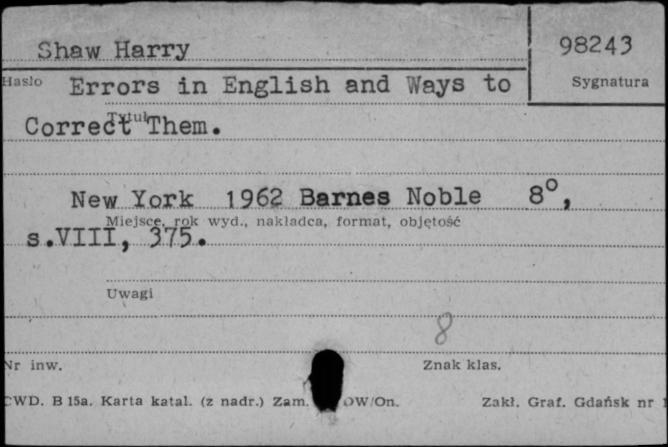 Shaw Harry
98243
Hasło
Sygnatura
Errors in English and Ways to
Tytuł
Correct Them.
New York 1962 Barnes Noble 8°,
Miejsce, rok wyd., nakładca, format, objętość
s.VIII, 375.
Uwagi
8
Nr inw.
Znak klas.
CWD. B 15a. Karta katal. (z nadr.) Zam. OW/On.
Zakł. Graf. Gdańsk nr 1